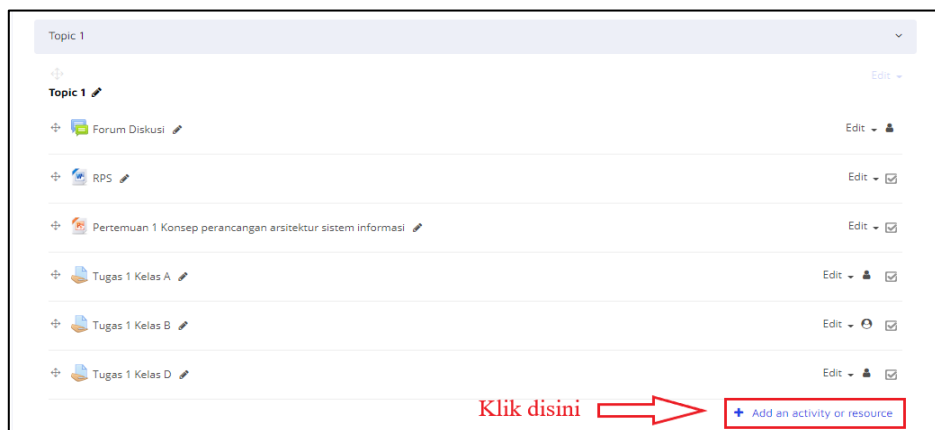 Topic 1
Edit
Topic 1
Forum Diskusi
Edit
RPS
Edit
Pertemuan 1 Konsep perancangan arsitektur sistem informasi
Edit
Tugas 1 Kelas A
Edit
Tugas 1 Kelas B
Edit
Tugas 1 Kelas D
Edit
Klik disini
+ Add an activity or resource